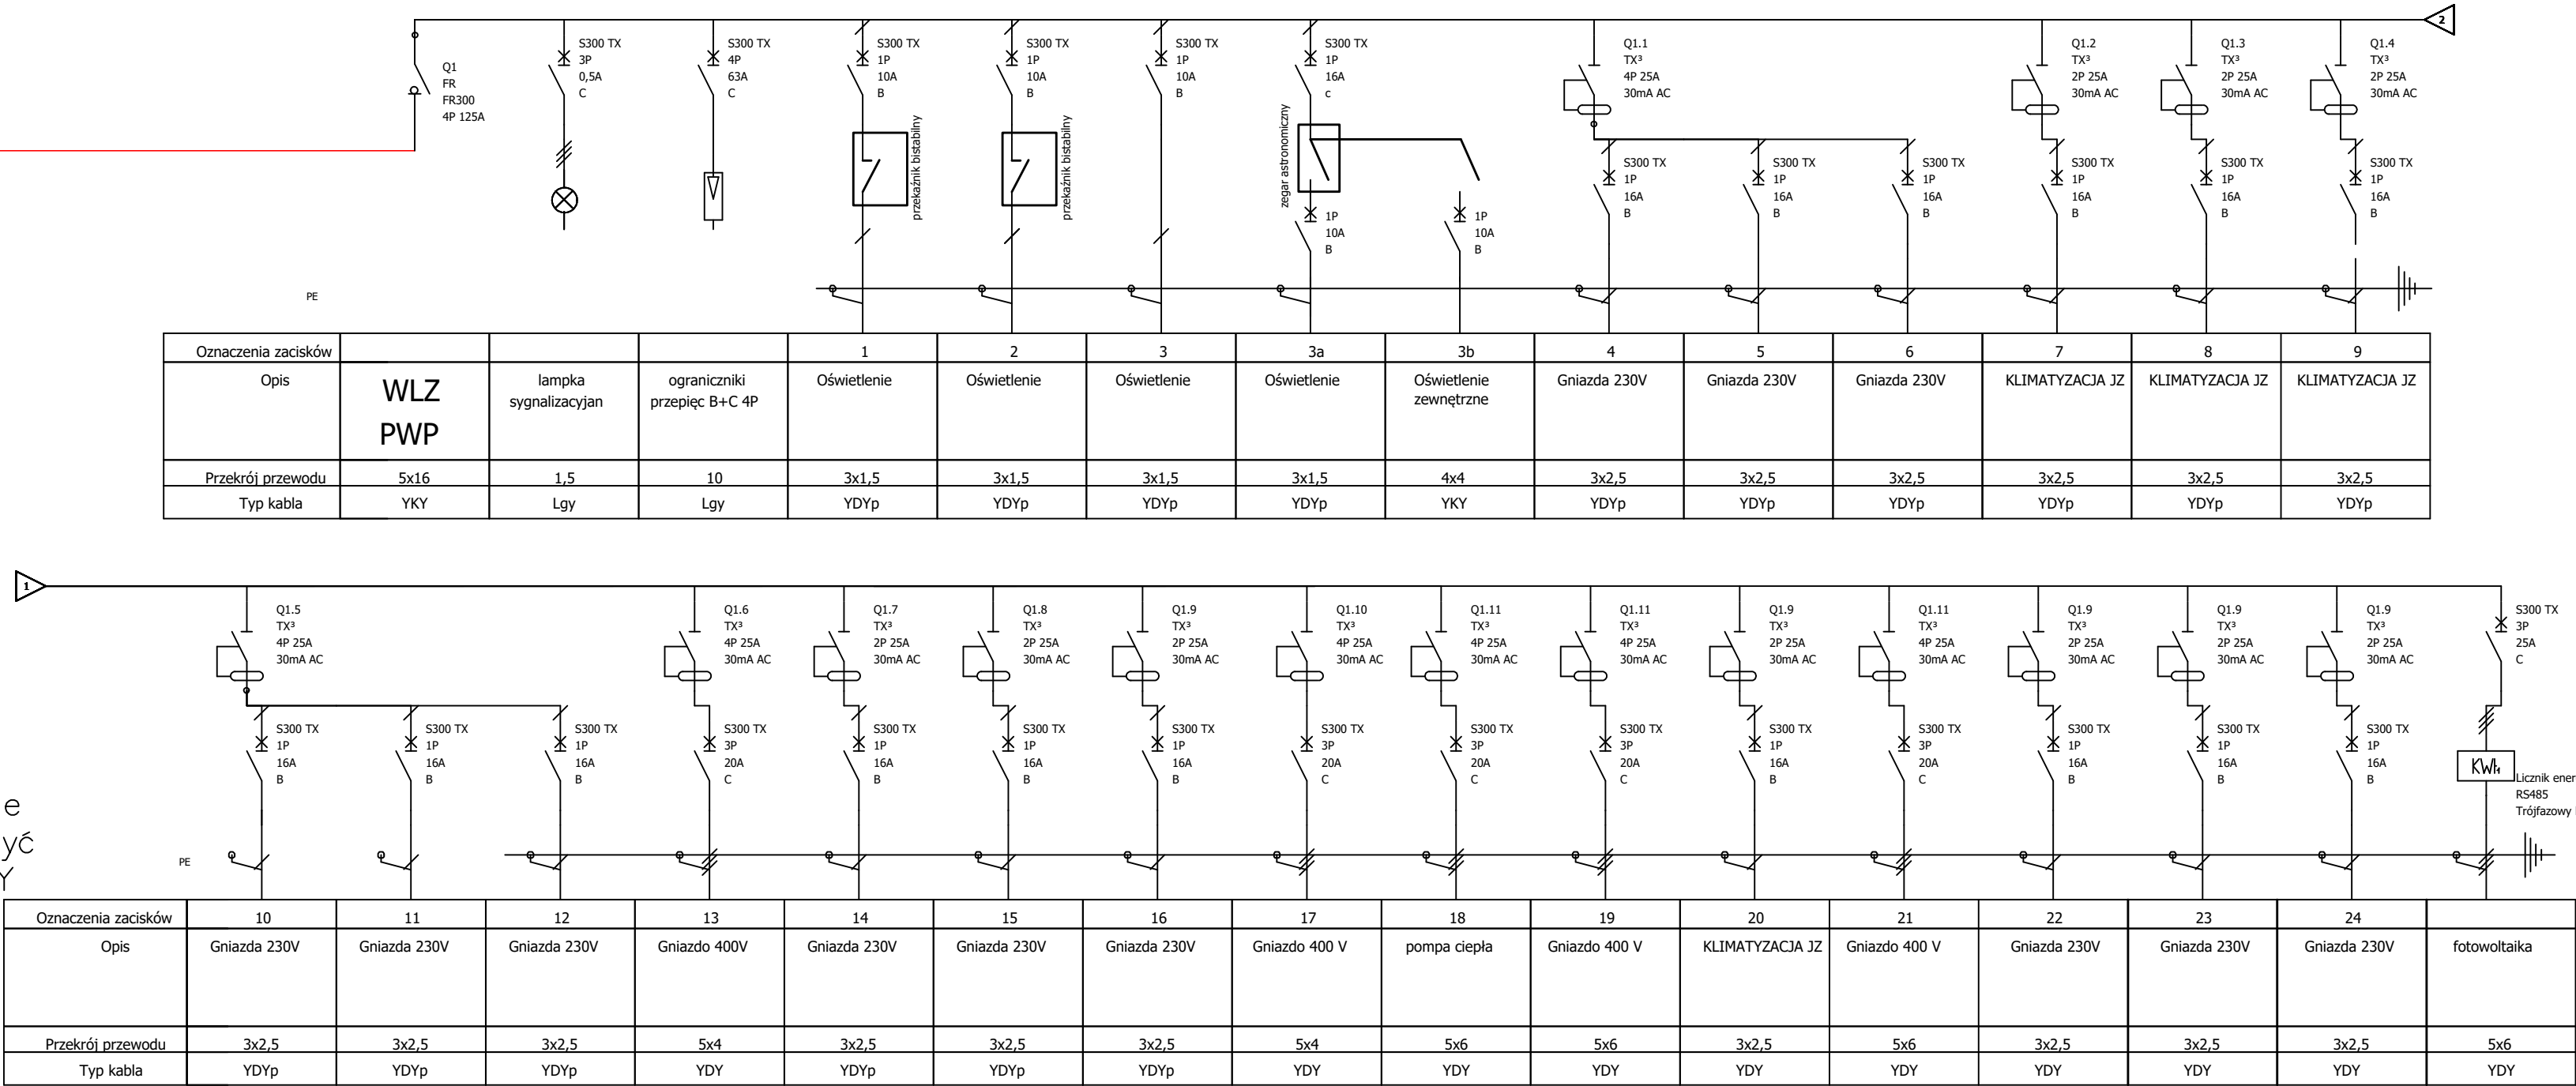 2
Q1
FR
FR300
4P 125A
S300 TX
3P
0,5A
C
S300 TX
4P
63A
C
S300 TX
1P
10A
B
przekaźnik bistabilny
S300 TX
1P
10A
B
przekaźnik bistabilny
S300 TX
1P
10A
B
S300 TX
1P
16A
c
zegar astronomiczny
1P
10A
B
1P
10A
B
Q1.1
TX³
4P 25A
30mA AC
S300 TX
1P
16A
B
S300 TX
1P
16A
B
S300 TX
1P
16A
B
Q1.2
TX³
2P 25A
30mA AC
S300 TX
1P
16A
B
Q1.3
TX³
2P 25A
30mA AC
S300 TX
1P
16A
B
Q1.4
TX³
2P 25A
30mA AC
S300 TX
1P
16A
B
PE
Oznaczenia zacisków 1 2 3 3a 3b 4 5 6 7 8 9
Opis WLZ PWP lampka sygnalizacyjan ograniczniki przepięc B+C 4P Oświetlenie Oświetlenie Oświetlenie Oświetlenie Oświetlenie zewnętrzne Gniazda 230V Gniazda 230V Gniazda 230V KLIMATYZACJA JZ KLIMATYZACJA JZ KLIMATYZACJA JZ
Przekrój przewodu 5x16 1,5 10 3x1,5 3x1,5 3x1,5 3x1,5 4x4 3x2,5 3x2,5 3x2,5 3x2,5 3x2,5 3x2,5
Typ kabla YKY Lgy Lgy YDYp YDYp YDYp YDYp YKY YDYp YDYp YDYp YDYp YDYp YDYp
1
Q1.5
TX³
4P 25A
30mA AC
S300 TX
1P
16A
B
S300 TX
1P
16A
B
S300 TX
1P
16A
B
Q1.6
TX³
4P 25A
30mA AC
S300 TX
3P
20A
C
Q1.7
TX³
2P 25A
30mA AC
S300 TX
1P
16A
B
Q1.8
TX³
2P 25A
30mA AC
S300 TX
1P
16A
B
Q1.9
TX³
2P 25A
30mA AC
S300 TX
1P
16A
B
Q1.10
TX³
4P 25A
30mA AC
S300 TX
3P
20A
C
Q1.11
TX³
4P 25A
30mA AC
S300 TX
3P
20A
C
Q1.11
TX³
4P 25A
30mA AC
S300 TX
3P
20A
C
Q1.9
TX³
2P 25A
30mA AC
S300 TX
1P
16A
B
Q1.11
TX³
4P 25A
30mA AC
S300 TX
3P
20A
C
Q1.9
TX³
2P 25A
30mA AC
S300 TX
1P
16A
B
Q1.9
TX³
2P 25A
30mA AC
S300 TX
1P
16A
B
Q1.9
TX³
2P 25A
30mA AC
S300 TX
1P
16A
B
S300 TX
3P
25A
C
KWh
Licznik ener
RS485
Trójfazowy
e
yć
Y
PE
Oznaczenia zacisków 10 11 12 13 14 15 16 17 18 19 20 21 22 23 24
Opis Gniazda 230V Gniazda 230V Gniazda 230V Gniazdo 400V Gniazda 230V Gniazda 230V Gniazda 230V Gniazdo 400 V pompa ciepła Gniazdo 400 V KLIMATYZACJA JZ Gniazdo 400 V Gniazda 230V Gniazda 230V Gniazda 230V fotowoltaika
Przekrój przewodu 3x2,5 3x2,5 3x2,5 5x4 3x2,5 3x2,5 3x2,5 5x4 5x6 5x6 3x2,5 5x6 3x2,5 3x2,5 3x2,5 5x6
Typ kabla YDYp YDYp YDYp YDY YDYp YDYp YDYp YDY YDY YDY YDY YDY YDY YDY YDY YDY